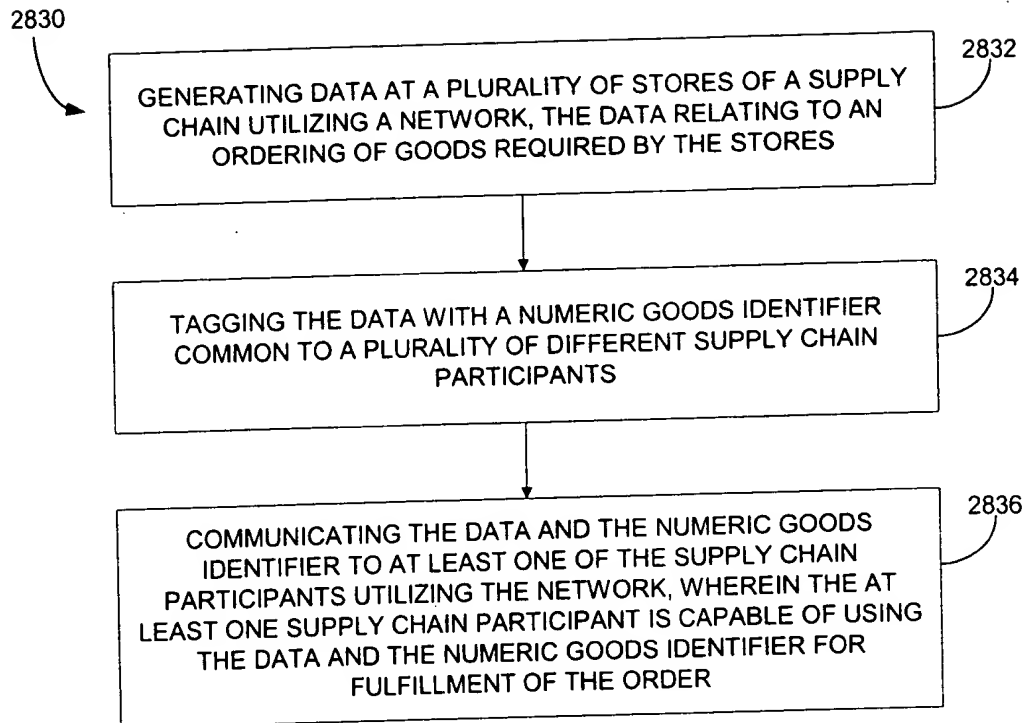 2830
2832
GENERATING DATA AT A PLURALITY OF STORES OF A SUPPLY
CHAIN UTILIZING A NETWORK, THE DATA RELATING TO AN
ORDERING OF GOODS REQUIRED BY THE STORES
2834
TAGGING THE DATA WITH A NUMERIC GOODS IDENTIFIER
COMMON TO A PLURALITY OF DIFFERENT SUPPLY CHAIN
PARTICIPANTS
2836
COMMUNICATING THE DATA AND THE NUMERIC GOODS
IDENTIFIER TO AT LEAST ONE OF THE SUPPLY CHAIN
PARTICIPANTS UTILIZING THE NETWORK, WHEREIN THE AT
LEAST ONE SUPPLY CHAIN PARTICIPANT IS CAPABLE OF USING
THE DATA AND THE NUMERIC GOODS IDENTIFIER FOR
FULFILLMENT OF THE ORDER